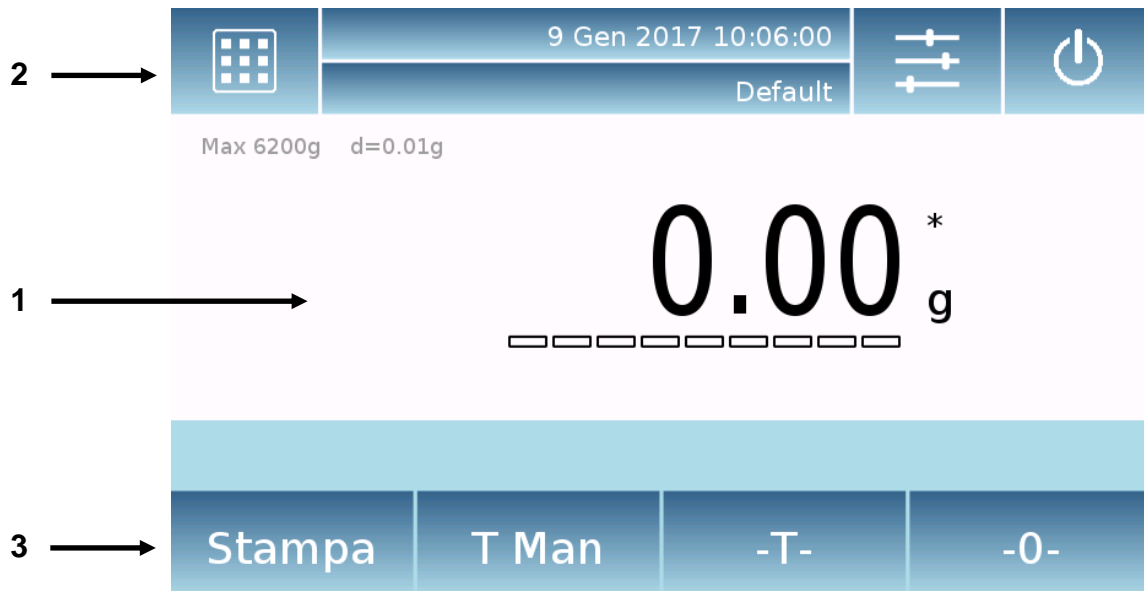 2
9 Gen 2017 10:06:00
Default
Max 6200g d=0.01g
1
0.00 * g
3
Stampa T Man -T- -0-